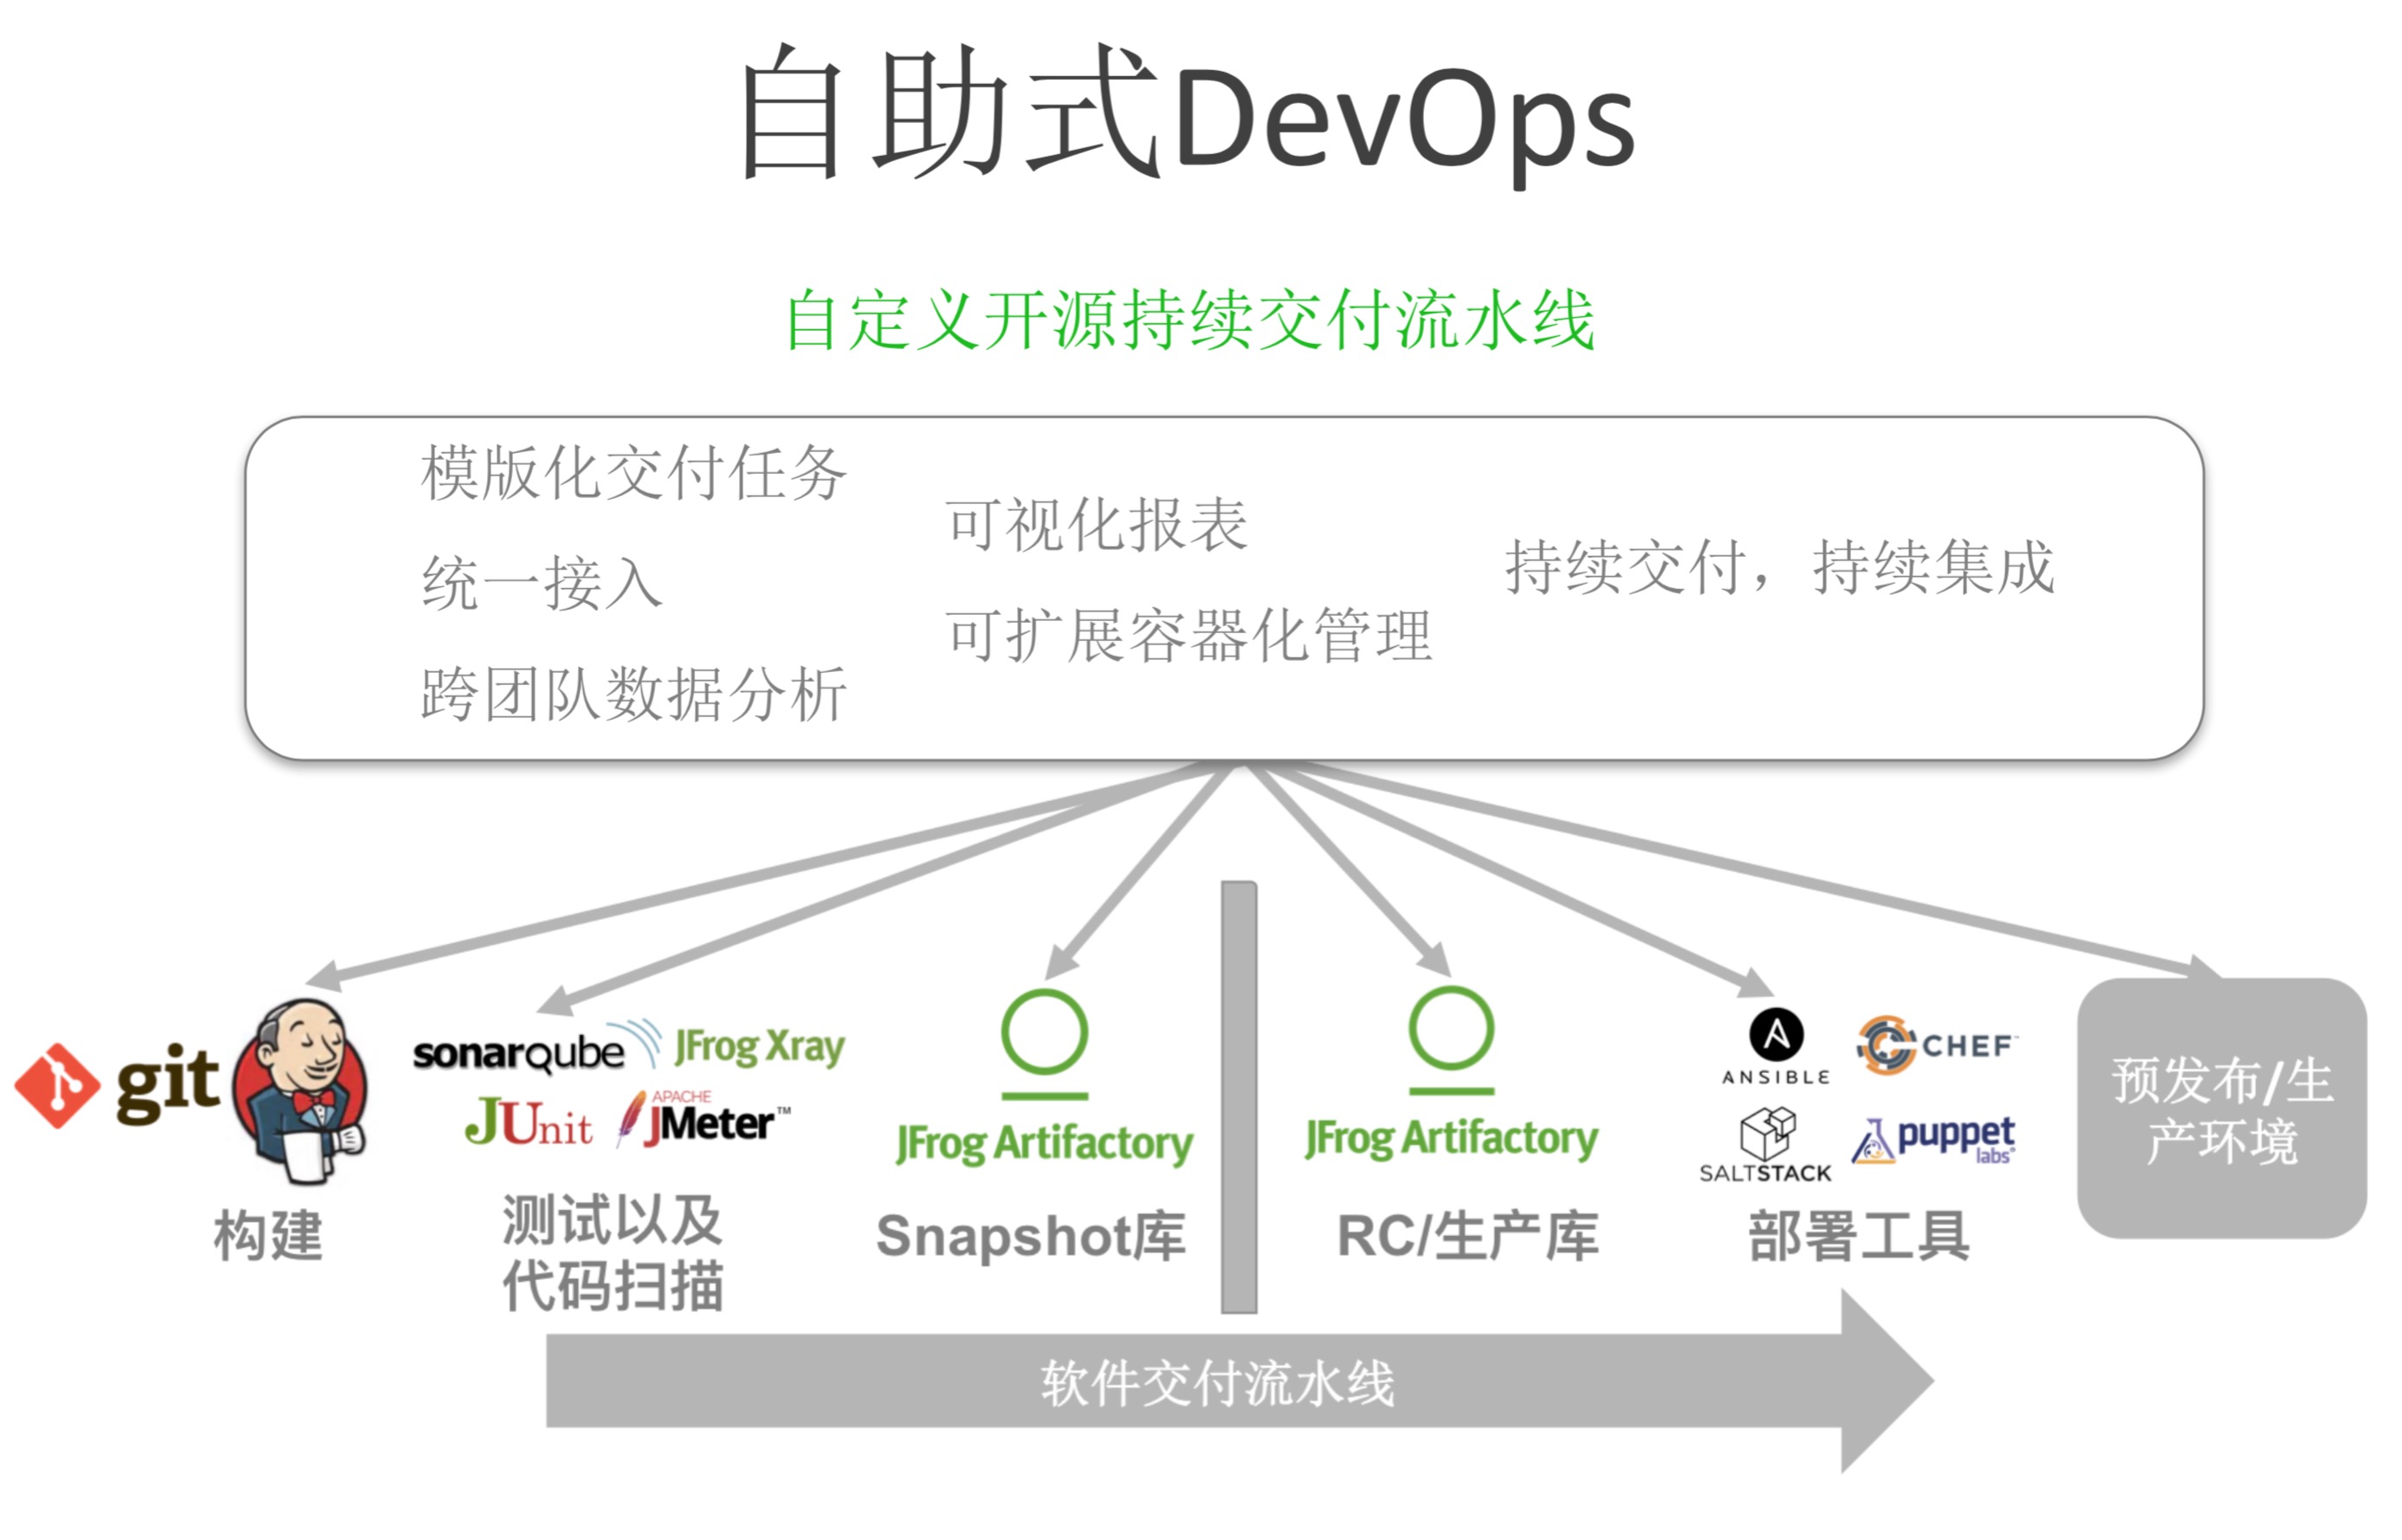 自助式DevOps
自定义开源持续交付流水线
模版化交付任务
统一接入
跨团队数据分析
可视化报表
可扩展容器化管理
持续交付，持续集成
git
构建
sonarqube
JFrog Xray
JUnit
APACHE
JMeter™
测试以及
代码扫描
JFrog Artifactory
Snapshot库
JFrog Artifactory
RC/生产库
ANSIBLE
CHEF™
SALTSTACK
puppet
labs®
部署工具
预发布/生
产环境
软件交付流水线